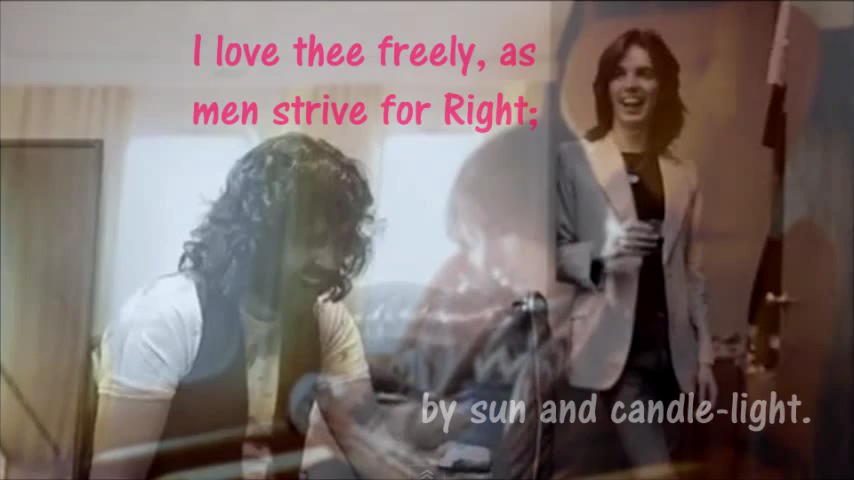 I love thee freely, as
men strive for Right;
by sun and candle-light.